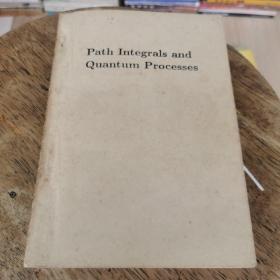 Path Integrals and
Quantum Processes